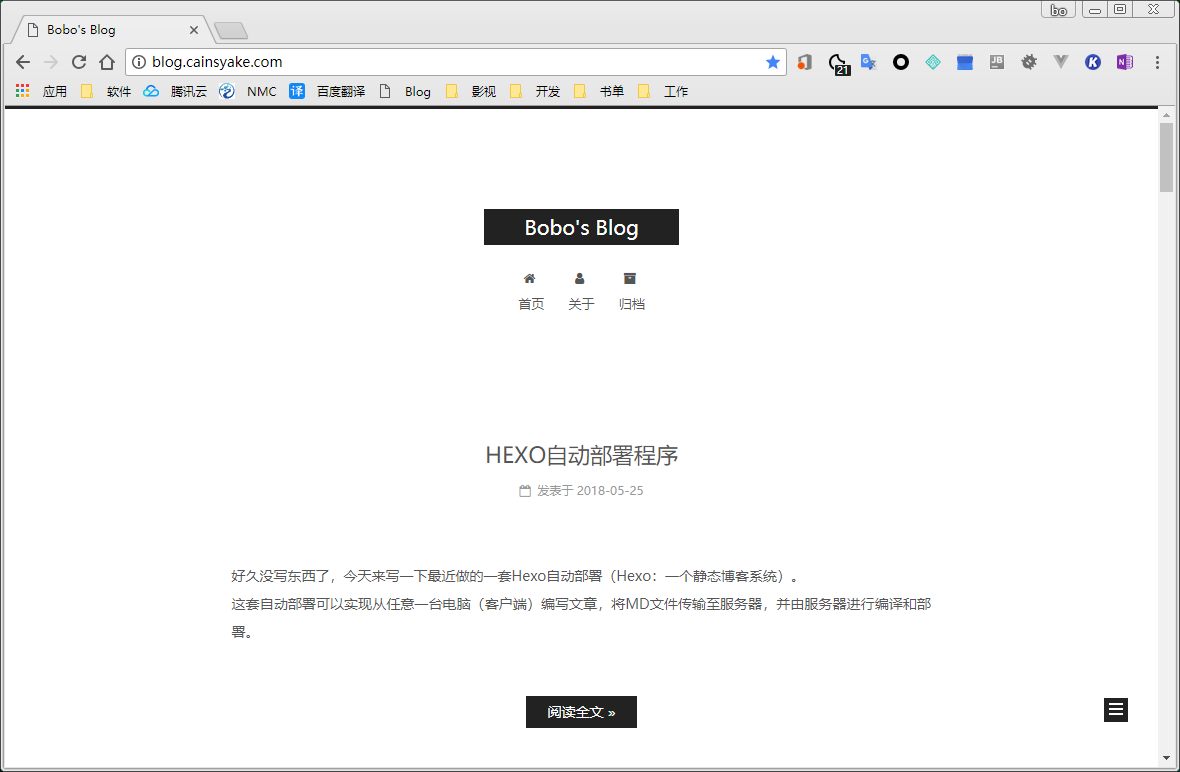 bo
Bobo's Blog
blog.cainsyake.com
21
JB
K
N
应用 软件 腾讯云 NMC 译 百度翻译 Blog 影视 开发 书单 工作
Bobo's Blog
首页 关于 归档
HEXO自动部署程序
发表于 2018-05-25
好久没写东西了，今天来写一下最近做的一套Hexo自动部署（Hexo：一个静态博客系统）。
这套自动部署可以实现从任意一台电脑（客户端）编写文章，将MD文件传输至服务器，并由服务器进行编译和部
署。
阅读全文 »